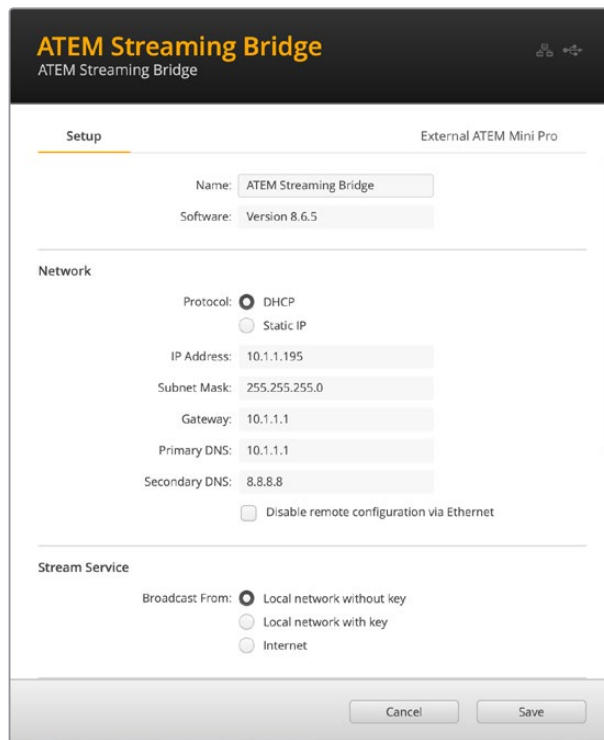 ATEM Streaming Bridge
ATEM Streaming Bridge
Setup External ATEM Mini Pro
Name: ATEM Streaming Bridge
Software: Version 8.6.5
Network
Protocol: DHCP
Static IP
IP Address: 10.1.1.195
Subnet Mask: 255.255.255.0
Gateway: 10.1.1.1
Primary DNS: 10.1.1.1
Secondary DNS: 8.8.8.8
Disable remote configuration via Ethernet
Stream Service
Broadcast From: Local network without key
Local network with key
Internet
Cancel Save